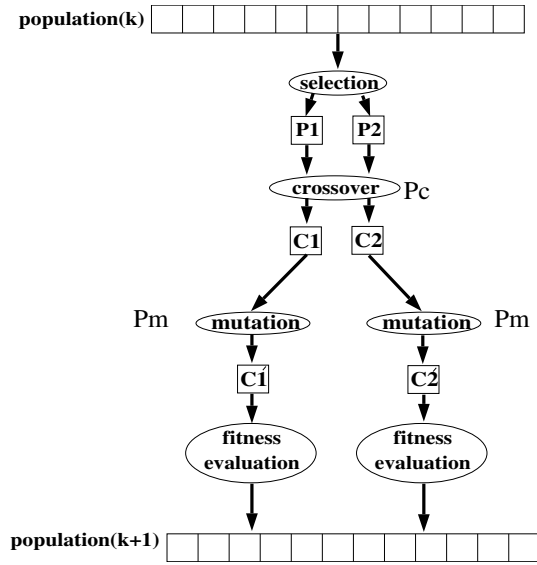 population(k)
selection
P1 P2
crossover Pc
C1 C2
Pm mutation mutation Pm
C1́ C2́
fitness fitness
evaluation evaluation
population(k+1)